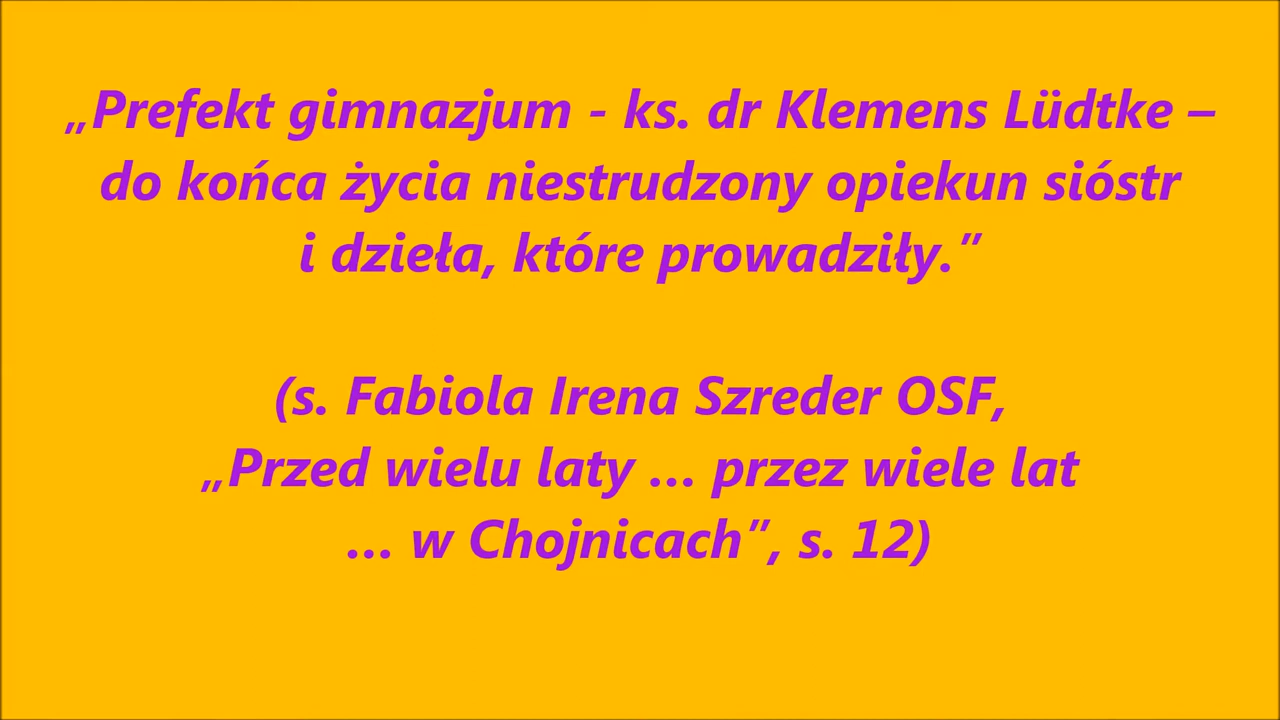 „Prefekt gimnazjum - ks. dr Klemens Lüdtke –
do końca życia niestrudzony opiekun sióstr
i dzieła, które prowadziły.”
(s. Fabiola Irena Szreder OSF,
„Przed wielu laty ... przez wiele lat
... w Chojnicach”, s. 12)